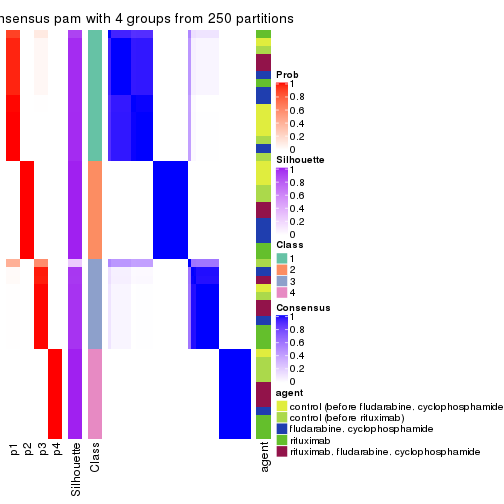 nsensus pam with 4 groups from 250 partitions
Prob
1
0.8
0.6
0.4
0.2
0
Silhouette
1
0.8
0.6
0.4
0.2
0
Class
1
2
3
4
Consensus
1
0.8
0.6
0.4
0.2
0
agent
control (before fludarabine. cyclophosphamide
control (before rituximab)
fludarabine. cyclophosphamide
rituximab
rituximab. fludarabine. cyclophosphamide
p1
p2
p3
p4
Silhouette
Class
agent